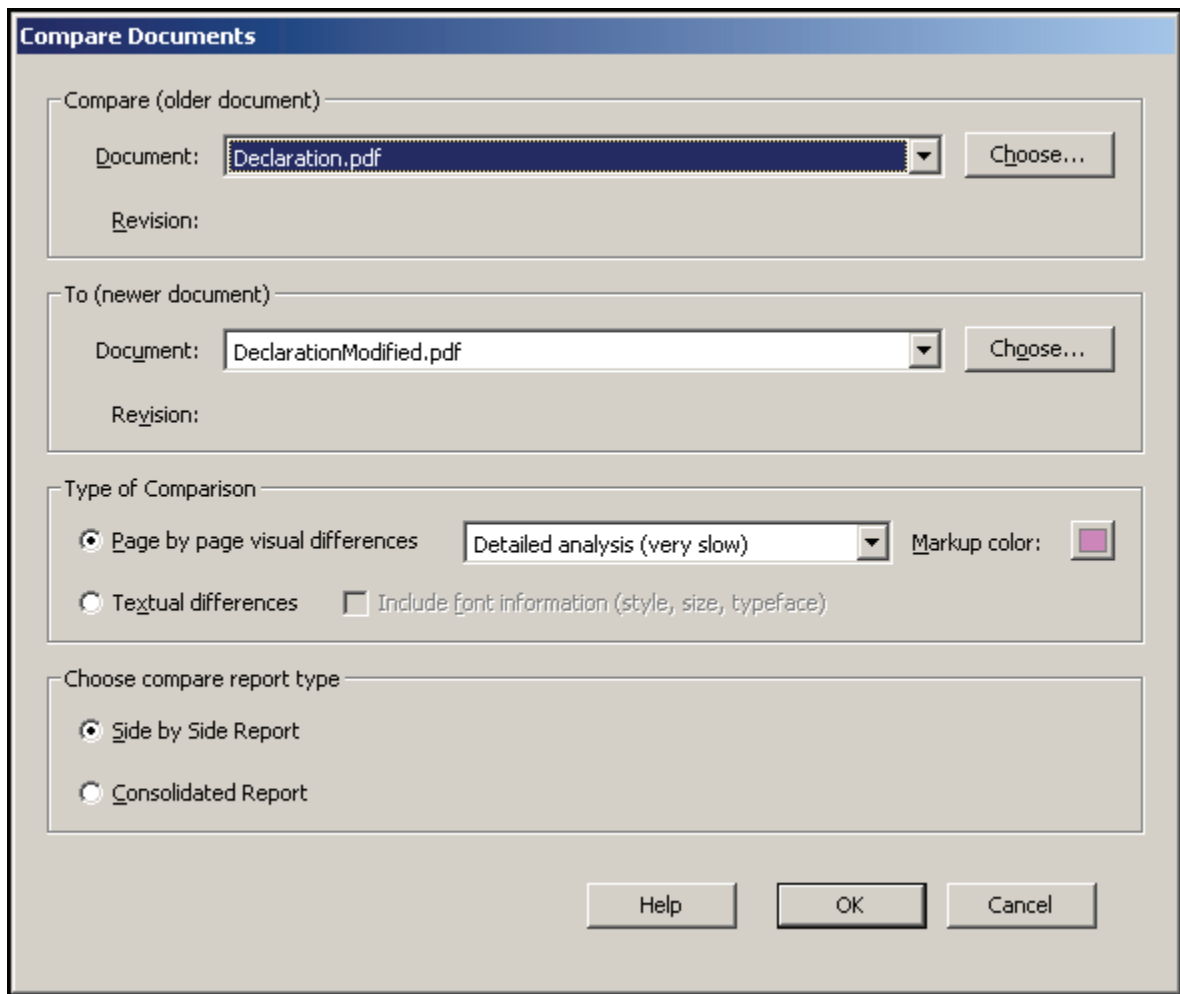 Compare Documents
Compare (older document)
Document: Declaration.pdf Choose...
Revision:
To (newer document)
Document: DeclarationModified.pdf Choose...
Revision:
Type of Comparison
Page by page visual differences Detailed analysis (very slow) Markup color:
Textual differences Include font information (style, size, typeface)
Choose compare report type
Side by Side Report
Consolidated Report
Help OK Cancel